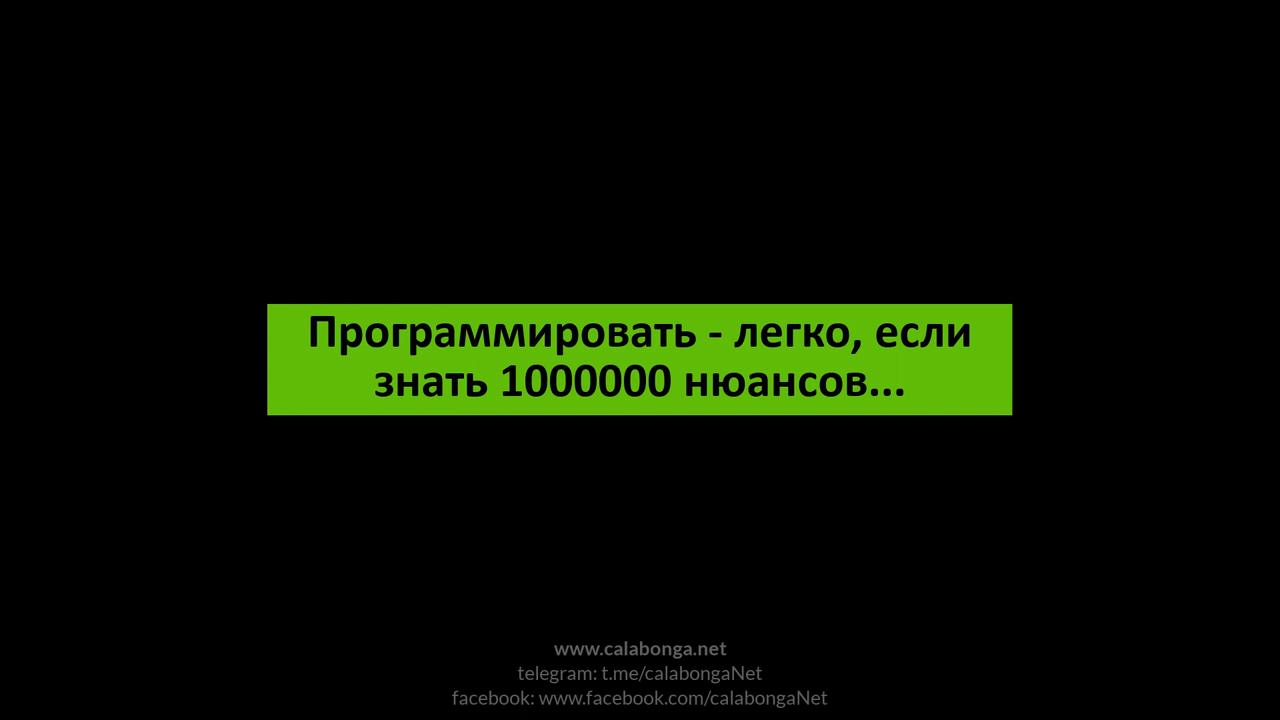 Программировать - легко, если
знать 1000000 нюансов...
www.calabonga.net
telegram: t.me/calabongaNet
facebook: www.facebook.com/calabongaNet